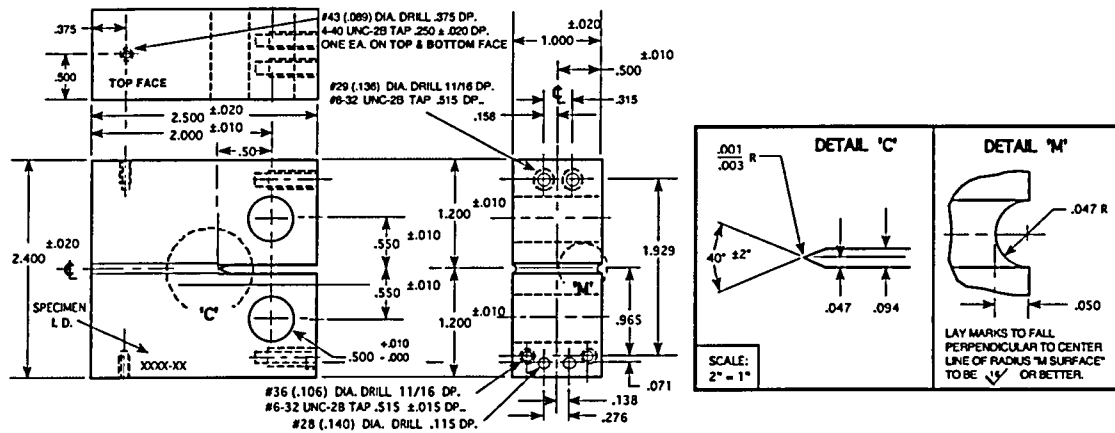 #43 (.089) DIA. DRILL .375 DP.
4-40 UNC-2B TAP .250 ± .020 DP.
ONE EA. ON TOP & BOTTOM FACE
.375
.500
TOP FACE
±.020
1.000
±.010
.500
#29 (.136) DIA. DRILL 11/16 DP.
#8-32 UNC-2B TAP .515 DP..
.315
.158
2.500 ±.020
2.000 ±.010
.50
±.020
2.400
1.200 ±.010
.550 ±.010
.550 ±.010
1.200 ±.010
1.929
.965
.071
.138
.276
"C"
"M"
SPECIMEN
I. D.
XXXX-XX
.500 +.010
-.000
#36 (.106) DIA. DRILL 11/16 DP.
#6-32 UNC-2B TAP .515 ±.015 DP..
#28 (.140) DIA. DRILL .115 DP.
DETAIL "C"
.001
.003 R
40° ±2°
.047
.094
SCALE:
2" = 1"
DETAIL "M"
.047 R
.050
LAY MARKS TO FALL
PERPENDICULAR TO CENTER
LINE OF RADIUS "M SURFACE"
TO BE 16 OR BETTER.